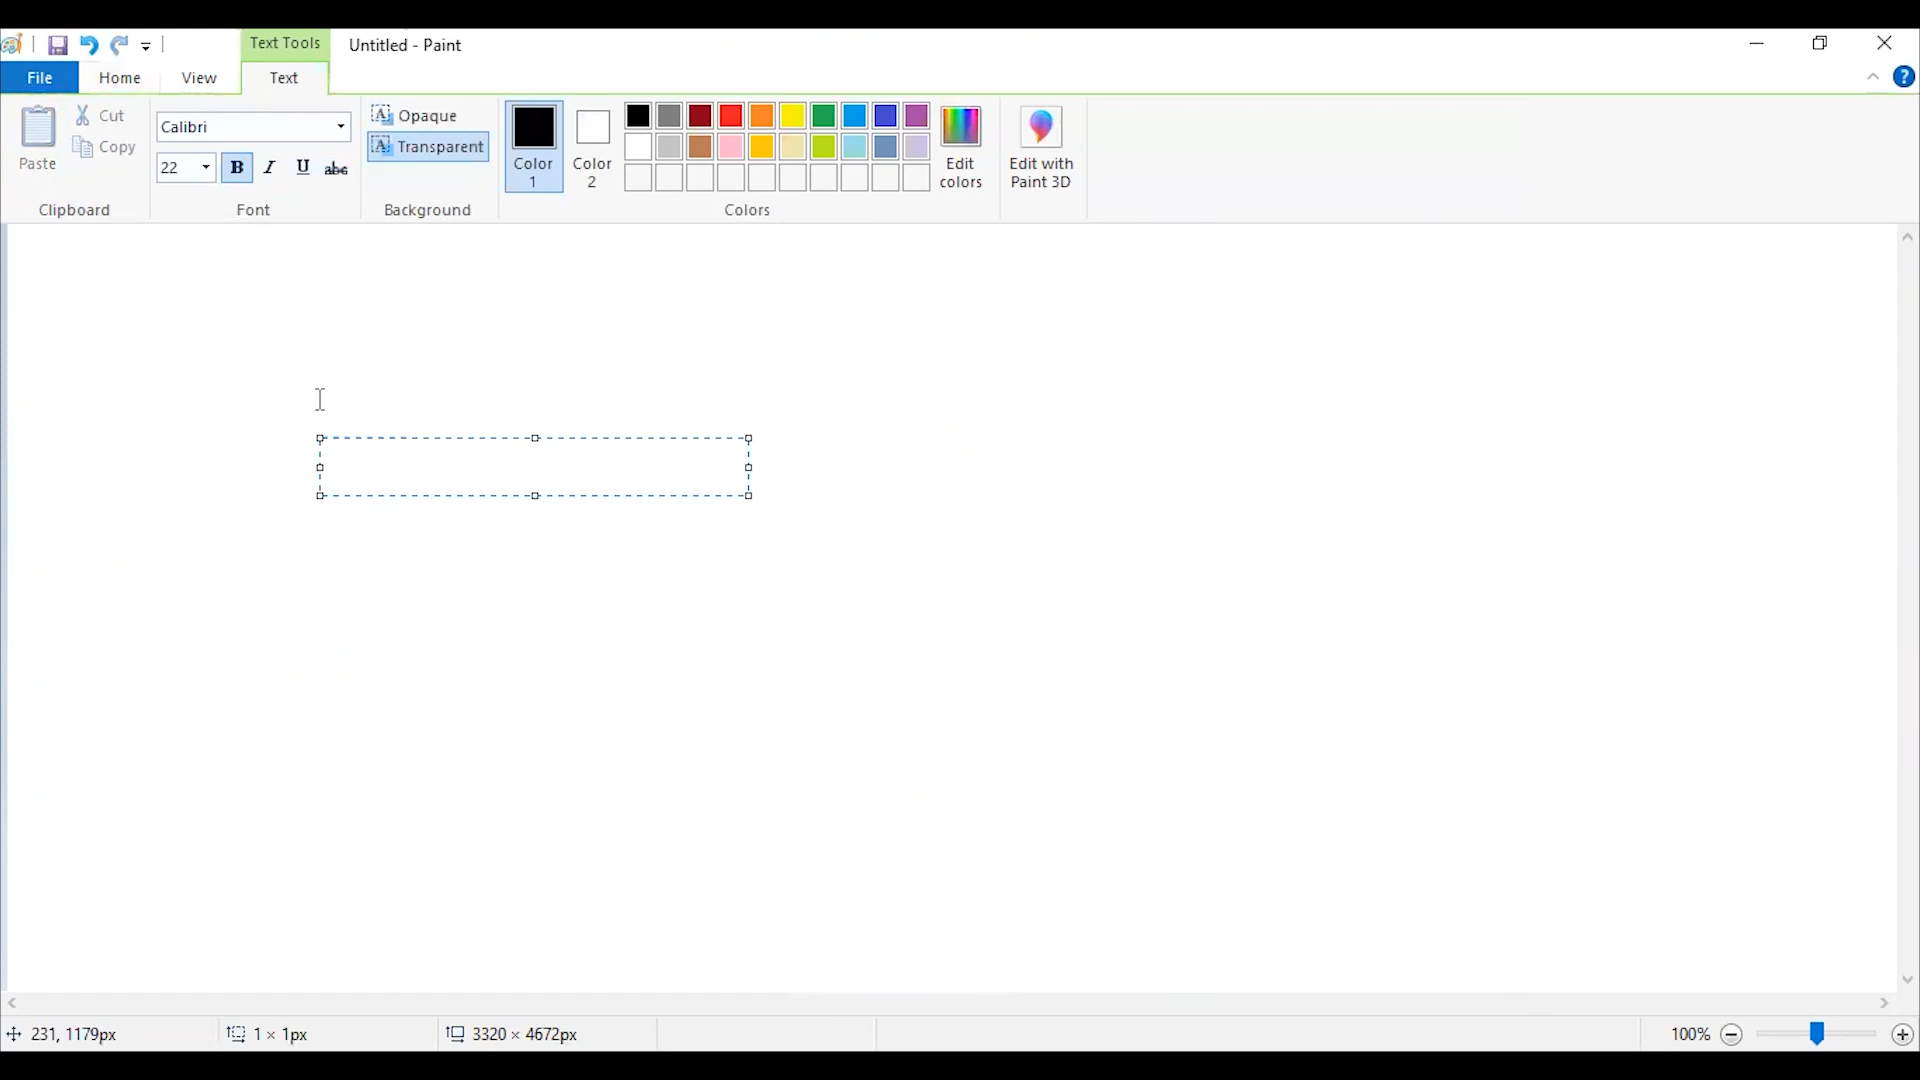 Text Tools Untitled - Paint
File Home View Text
Paste
Cut
Copy
Clipboard
Calibri
22 B I U abc
Font
Opaque
Transparent
Background
Color 1
Color 2
Colors
Edit colors
Edit with Paint 3D
231, 1179px 1 × 1px 3320 × 4672px 100%